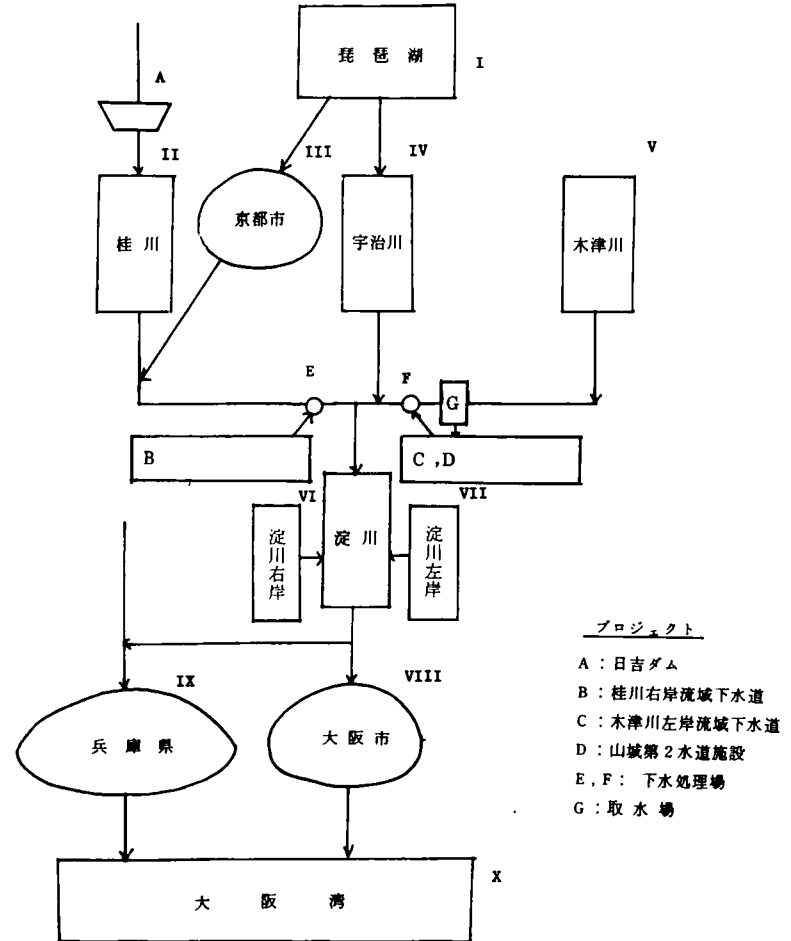 琵琶湖
I
A
II
III
IV
V
京都市
桂川
宇治川
木津川
E
F
G
B
C,D
VI
VII
淀川右岸
淀川
淀川左岸
プロジェクト
A:日吉ダム
B:桂川右岸流域下水道
C:木津川左岸流域下水道
D:山城第2水道施設
E,F: 下水処理場
G:取水場
IX
VIII
兵庫県
大阪市
X
大阪湾